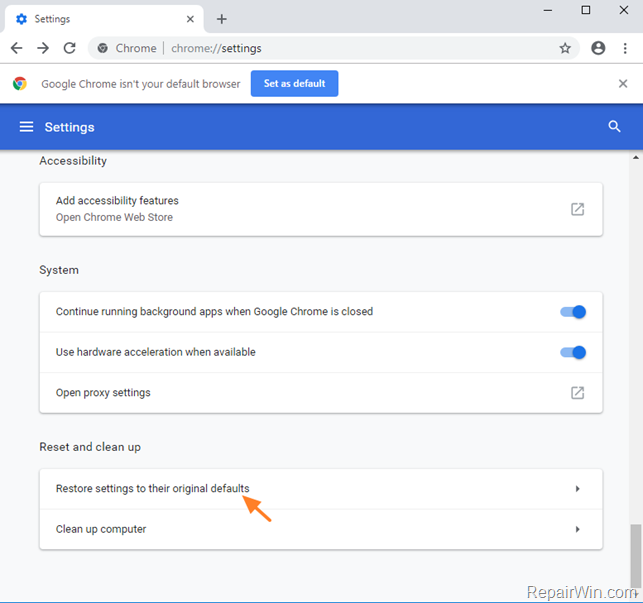 Settings
Chrome | chrome://settings
Google Chrome isn't your default browser Set as default
Settings
Accessibility
Add accessibility features
Open Chrome Web Store
System
Continue running background apps when Google Chrome is closed
Use hardware acceleration when available
Open proxy settings
Reset and clean up
Restore settings to their original defaults
Clean up computer
RepairWin.com